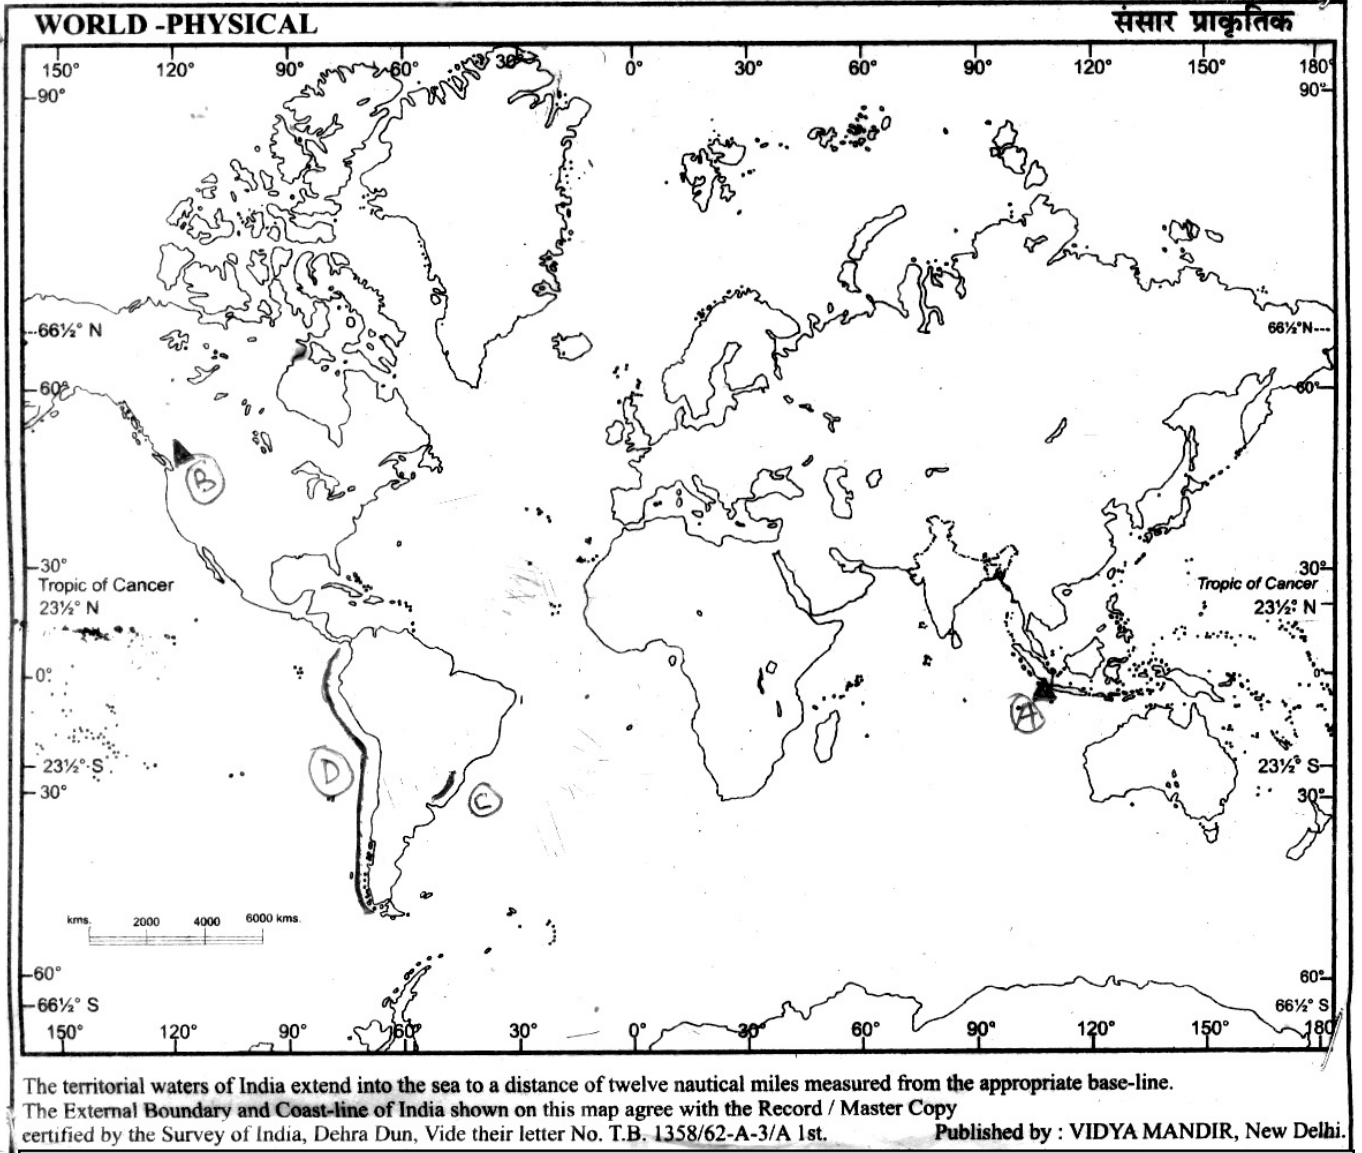 WORLD -PHYSICAL
संसार प्राकृतिक
150° 120° 90° 60° 30° 0° 30° 60° 90° 120° 150° 180°
90° 90°
66½° N 66½°N
60° 60°
B
30° 30°
Tropic of Cancer Tropic of Cancer
23½° N 23½° N
0° 0°
A
D
23½° S 23½° S
C
30° 30°
kms. 2000 4000 6000 kms.
60° 60°
66½° S 66½° S
150° 120° 90° 60° 30° 0° 30° 60° 90° 120° 150° 180
The territorial waters of India extend into the sea to a distance of twelve nautical miles measured from the appropriate base-line.
The External Boundary and Coast-line of India shown on this map agree with the Record / Master Copy
certified by the Survey of India, Dehra Dun, Vide their letter No. T.B. 1358/62-A-3/A 1st.
Published by : VIDYA MANDIR, New Delhi.